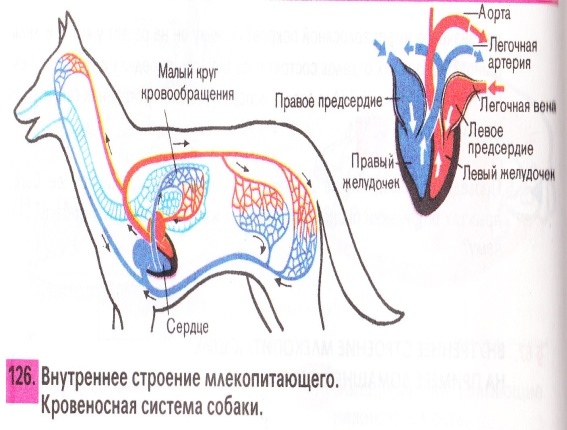 Аорта
Легочная
артерия
Малый круг
кровообращения
Правое предсердие
Легочная вена
Левое
предсердие
Правый
желудочек
Левый желудочек
Сердце
126. Внутреннее строение млекопитающего.
Кровеносная система собаки.